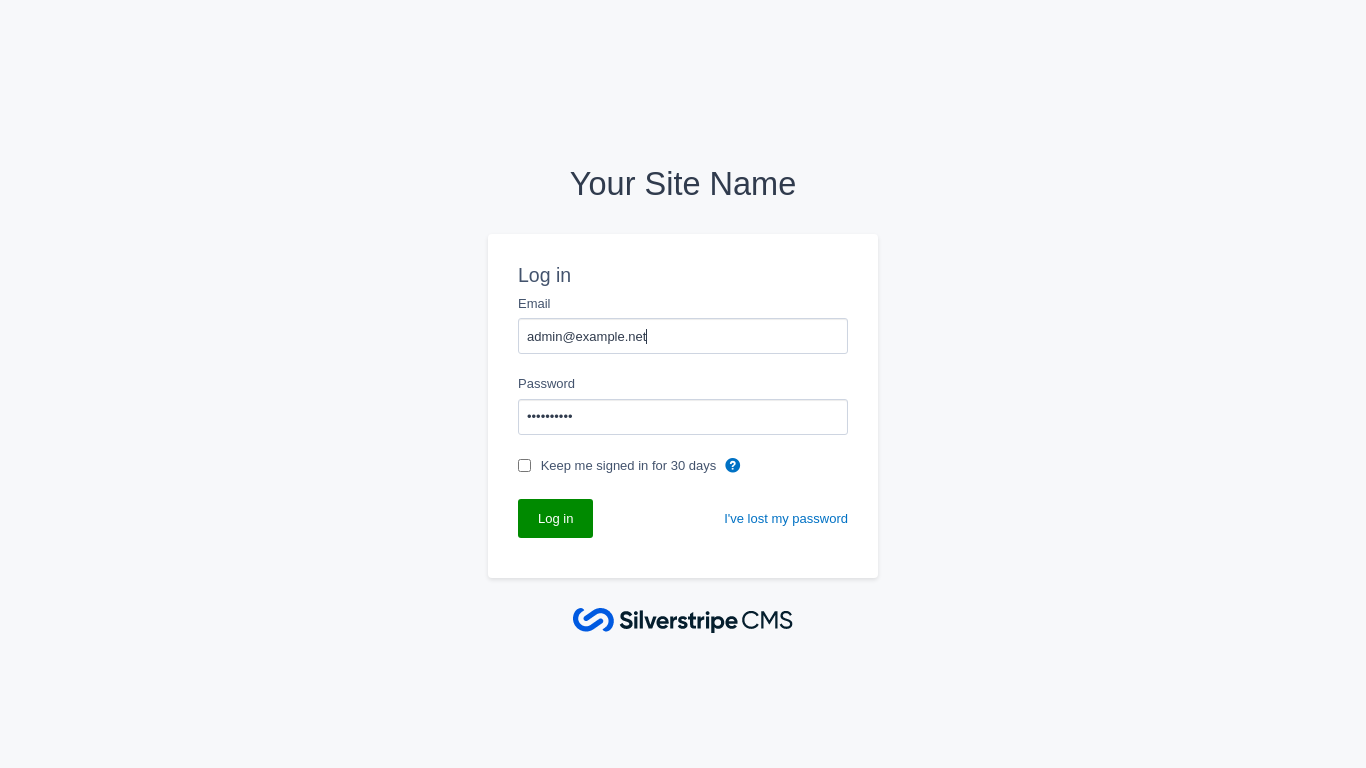 Your Site Name
Log in
Email
admin@example.net
Password
••••••••••
Keep me signed in for 30 days ?
Log in
I've lost my password
Silverstripe CMS